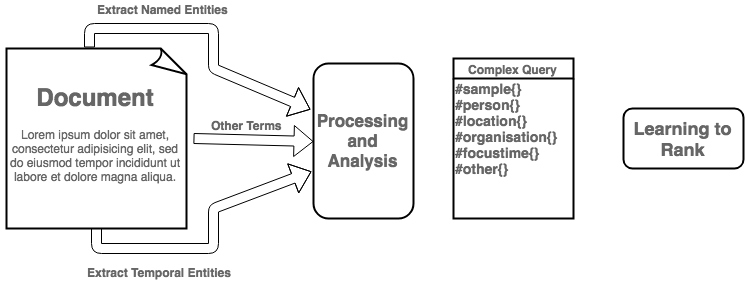 Extract Named Entities
Document
Lorem ipsum dolor sit amet,
consectetur adipisicing elit, sed
do eiusmod tempor incididunt ut
labore et dolore magna aliqua.
Other Terms
Extract Temporal Entities
Processing
and
Analysis
Complex Query
#sample{}
#person{}
#location{}
#organisation{}
#focustime{}
#other{}
Learning to
Rank